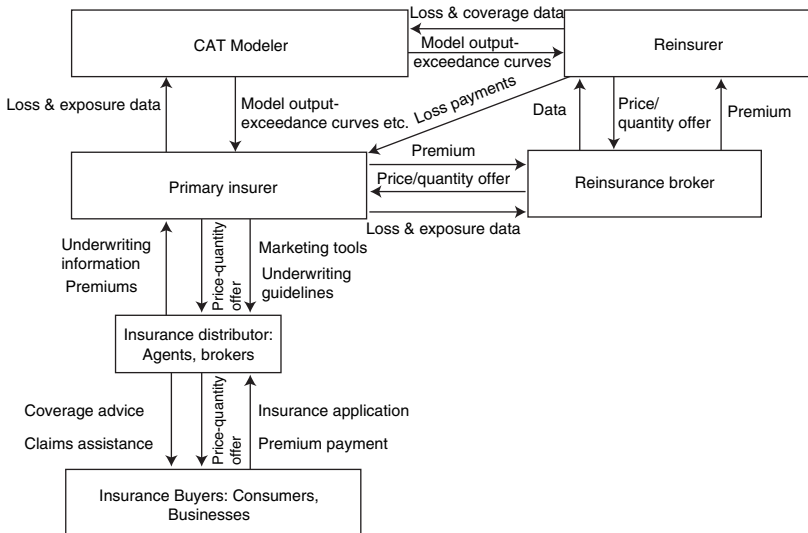 Loss & coverage data
CAT Modeler
Reinsurer
Model output-
exceedance curves
Loss & exposure data
Model output-
exceedance curves etc.
Loss payments
Data
Price/
quantity offer
Premium
Primary insurer
Premium
Price/quantity offer
Loss & exposure data
Reinsurance broker
Underwriting
information
Premiums
Price-quantity
offer
Marketing tools
Underwriting
guidelines
Insurance distributor:
Agents, brokers
Coverage advice
Claims assistance
Price-quantity
offer
Insurance application
Premium payment
Insurance Buyers: Consumers,
Businesses